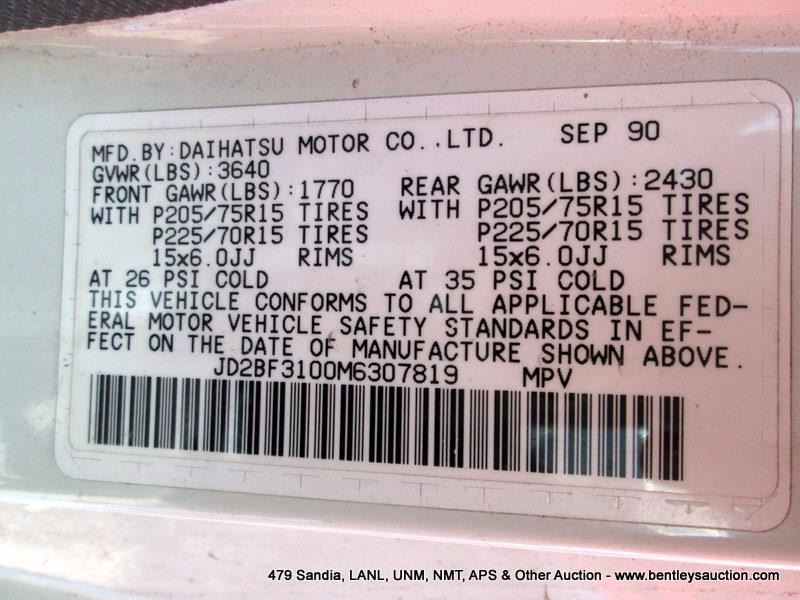 MFD. BY: DAIHATSU MOTOR CO., LTD. SEP 90
GVWR(LBS):3640
FRONT GAWR(LBS):1770 REAR GAWR(LBS):2430
WITH P205/75R15 TIRES WITH P205/75R15 TIRES
P225/70R15 TIRES P225/70R15 TIRES
15x6.0JJ RIMS 15x6.0JJ RIMS
AT 26 PSI COLD AT 35 PSI COLD
THIS VEHICLE CONFORMS TO ALL APPLICABLE FED-
ERAL MOTOR VEHICLE SAFETY STANDARDS IN EF-
FECT ON THE DATE OF MANUFACTURE SHOWN ABOVE.
JD2BF3100M6307819 MPV
479 Sandia, LANL, UNM, NMT, APS & Other Auction - www.bentleysauction.com